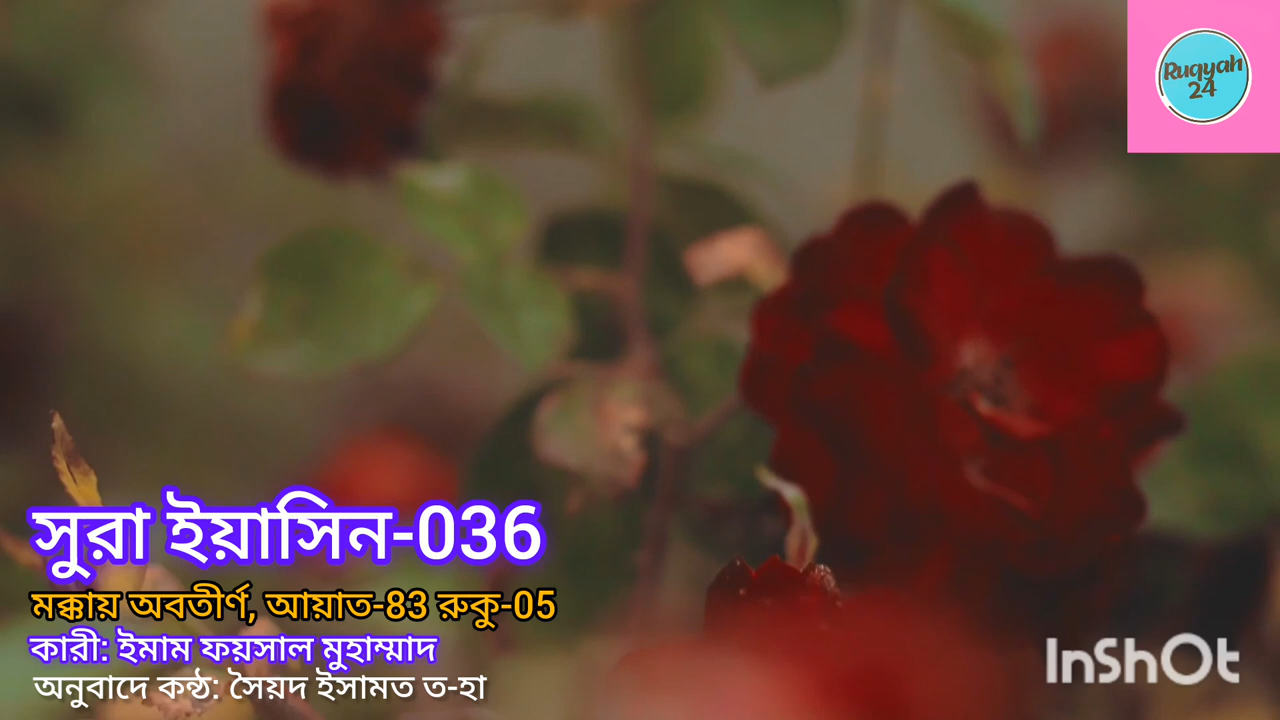 Ruqyah
24
সুরা ইয়াসিন-036
মক্কায় অবতীর্ণ, আয়াত-83 রুকু-05
কারী: ইমাম ফয়সাল মুহাম্মাদ
অনুবাদে কন্ঠ: সৈয়দ ইসামত ত-হা
InShOt